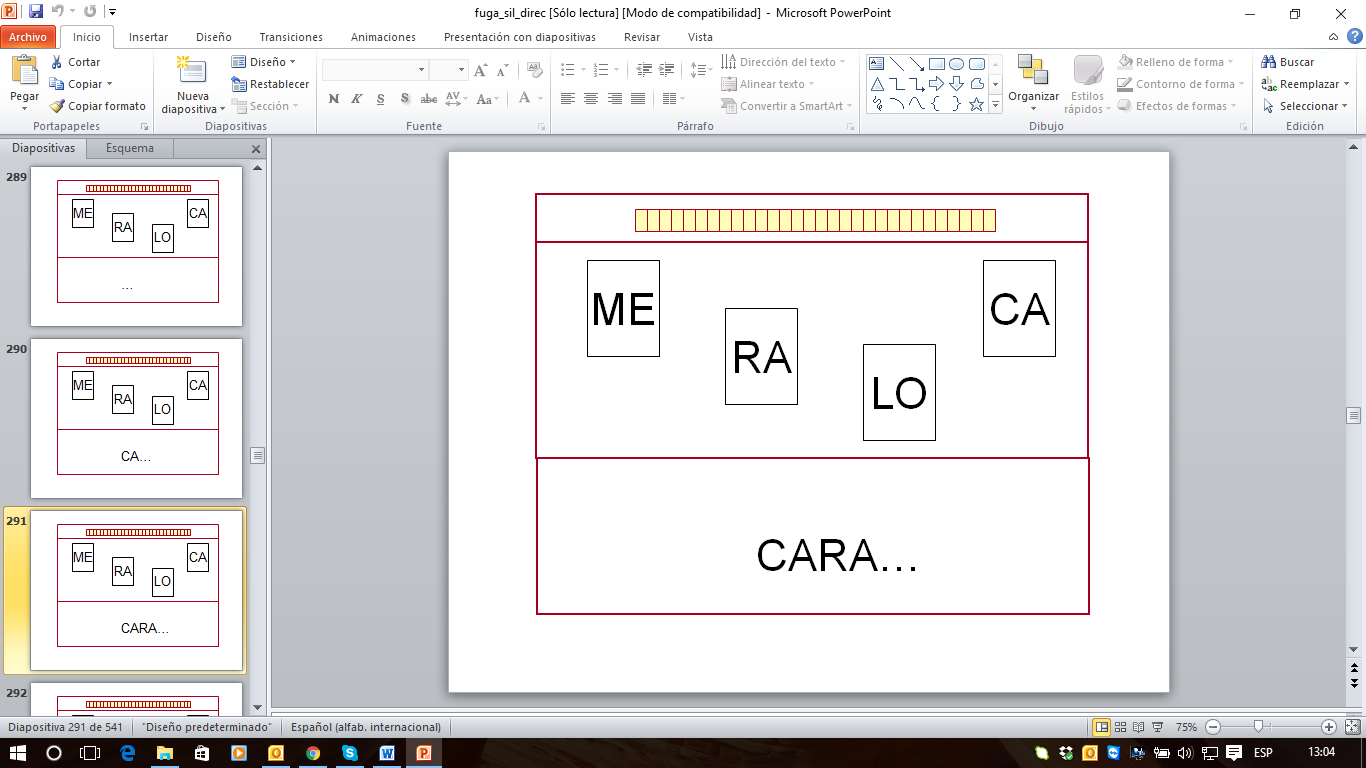 fuga_sil_direc [Sólo lectura] [Modo de compatibilidad] - Microsoft PowerPoint
Archivo Inicio Insertar Diseño Transiciones Animaciones Presentación con diapositivas Revisar Vista
Pegar
Cortar
Copiar
Copiar formato
Portapapeles
Nueva diapositiva
Diseño
Restablecer
Sección
Diapositivas
N K S S abc AV Aa A
Fuente
Dirección del texto
Alinear texto
Convertir a SmartArt
Párrafo
Organizar
Estilos rápidos
Relleno de forma
Contorno de forma
Efectos de formas
Dibujo
Buscar
Reemplazar
Seleccionar
Edición
Diapositivas Esquema
289
ME RA LO CA
...
290
ME RA LO CA
CA...
291
ME RA LO CA
CARA...
292
ME
RA
LO
CA
CARA...
Diapositiva 291 de 541 "Diseño predeterminado" Español (alfab. internacional) 75%
ESP 13:04